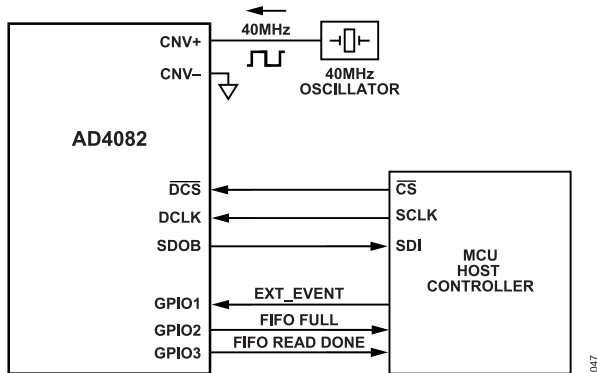 CNV+
40MHz
40MHz
OSCILLATOR
CNV–
AD4082
DCS
CS
DCLK
SCLK
SDOB
SDI
MCU
HOST
CONTROLLER
GPIO1
EXT_EVENT
GPIO2
FIFO FULL
GPIO3
FIFO READ DONE
047